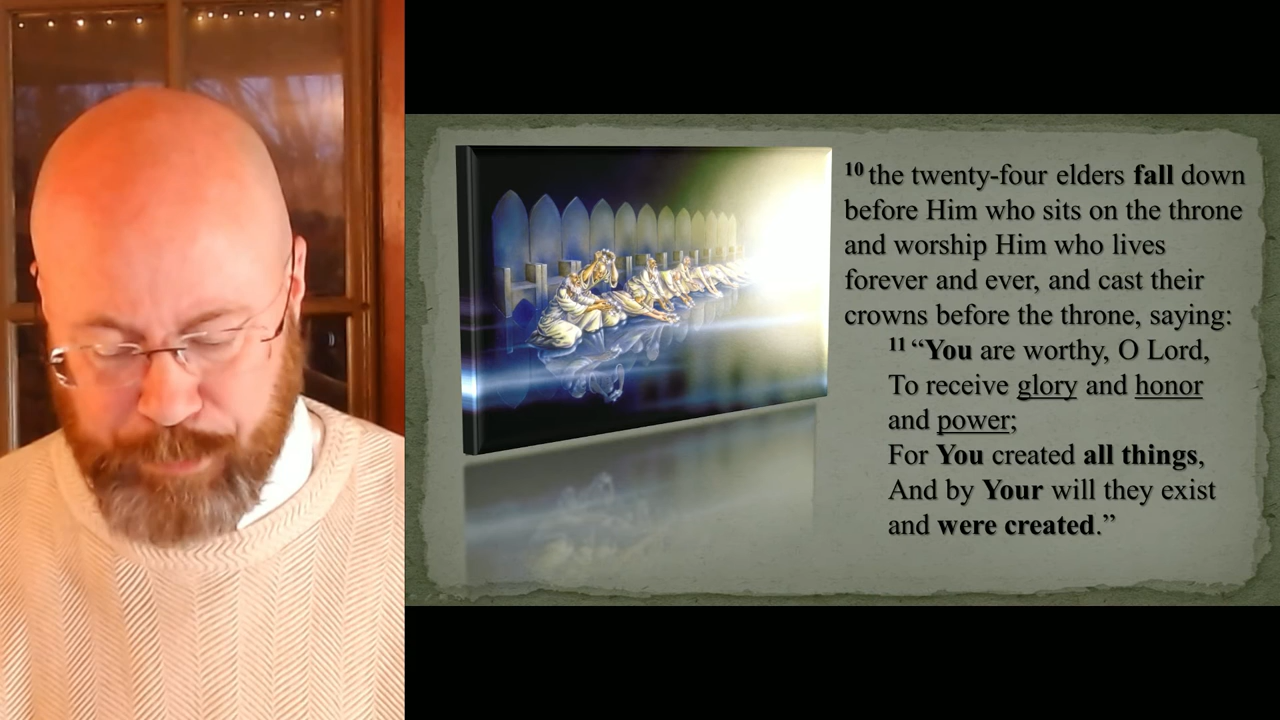 10 the twenty-four elders fall down
before Him who sits on the throne
and worship Him who lives
forever and ever, and cast their
crowns before the throne, saying:
11 “You are worthy, O Lord,
To receive glory and honor
and power;
For You created all things,
And by Your will they exist
and were created.”